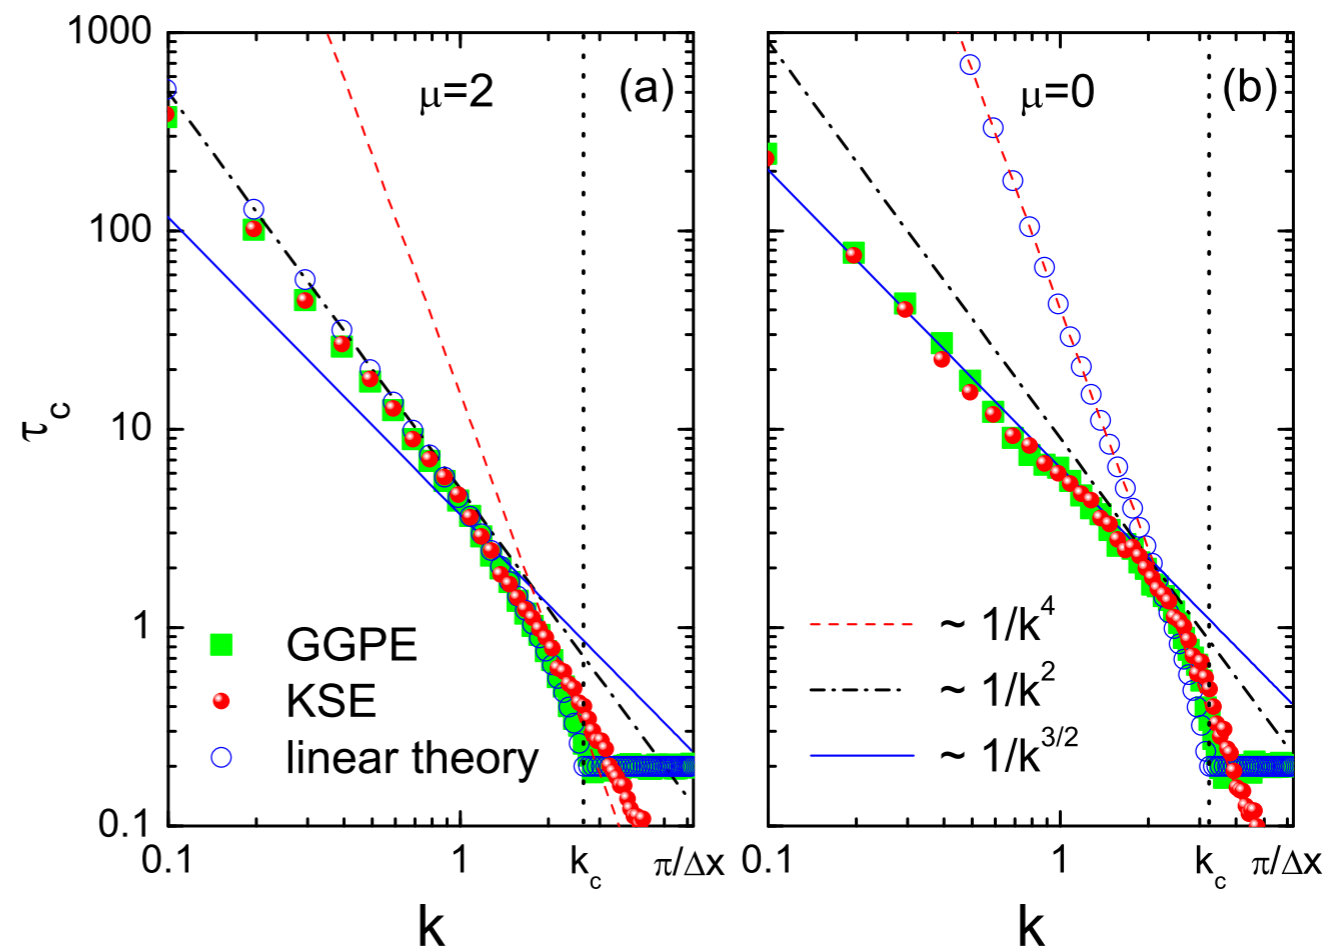 μ=2
(a)
μ=0
(b)
1000
100
10
1
0.1
τc
GGPE
KSE
linear theory
~ 1/k⁴
~ 1/k²
~ 1/k³/²
0.1
1
kc
π/Δx
0.1
1
kc
π/Δx
k
k